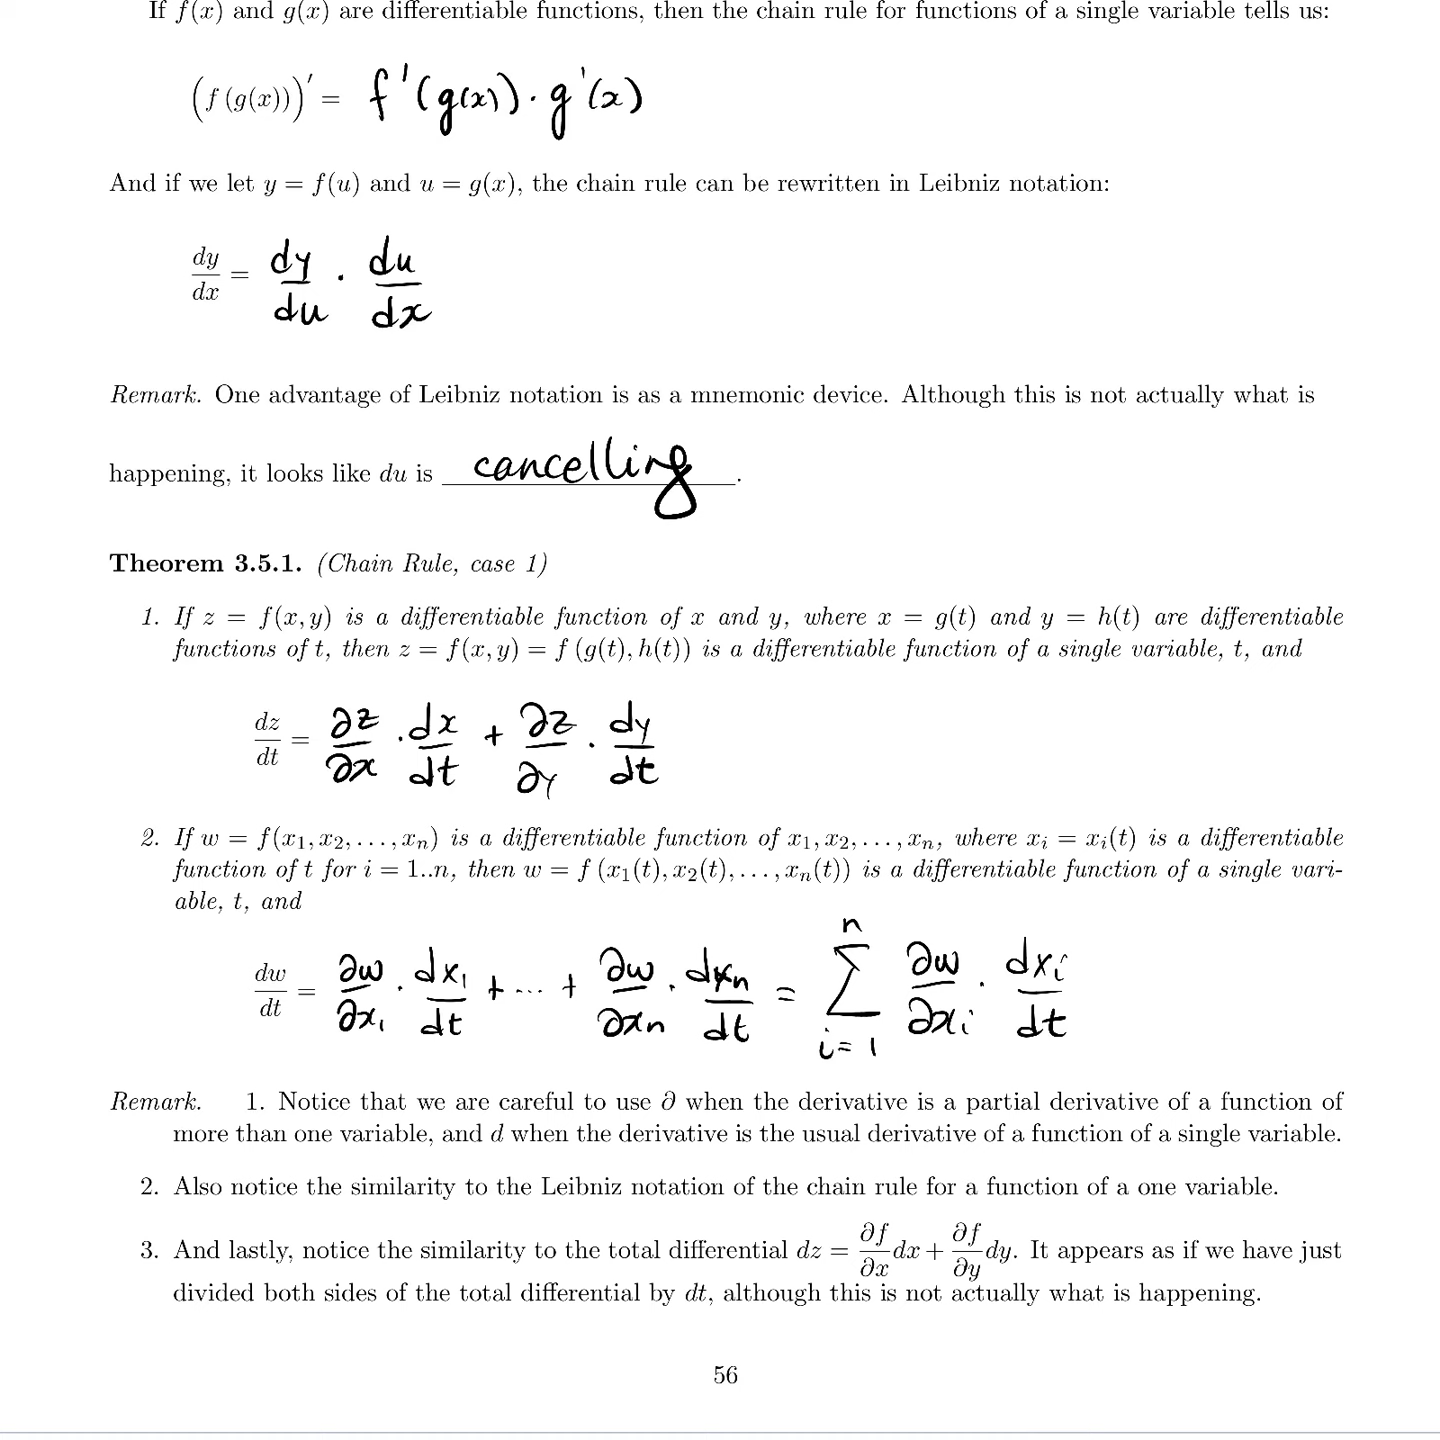 If f(x) and g(x) are differentiable functions, then the chain rule for functions of a single variable tells us:
(f (g(x)))′ = f'(g(x)) · g'(x)
And if we let y = f(u) and u = g(x), the chain rule can be rewritten in Leibniz notation:
dy/dx = dy/du · du/dx
Remark. One advantage of Leibniz notation is as a mnemonic device. Although this is not actually what is
happening, it looks like du is cancelling.
Theorem 3.5.1. (Chain Rule, case 1)
1. If z = f(x, y) is a differentiable function of x and y, where x = g(t) and y = h(t) are differentiable
functions of t, then z = f(x, y) = f (g(t), h(t)) is a differentiable function of a single variable, t, and
dz/dt = ∂z/∂x · dx/dt + ∂z/∂y · dy/dt
2. If w = f(x₁, x₂, . . . , xₙ) is a differentiable function of x₁, x₂, . . . , xₙ, where xᵢ = xᵢ(t) is a differentiable
function of t for i = 1..n, then w = f (x₁(t), x₂(t), . . . , xₙ(t)) is a differentiable function of a single vari-
able, t, and
dw/dt = ∂w/∂x₁ · dx₁/dt + ... + ∂w/∂xₙ · dxₙ/dt = ∑ᵢ₌₁ⁿ ∂w/∂xᵢ · dxᵢ/dt
Remark. 1. Notice that we are careful to use ∂ when the derivative is a partial derivative of a function of
more than one variable, and d when the derivative is the usual derivative of a function of a single variable.
2. Also notice the similarity to the Leibniz notation of the chain rule for a function of a one variable.
3. And lastly, notice the similarity to the total differential dz = ∂f/∂x dx + ∂f/∂y dy. It appears as if we have just
divided both sides of the total differential by dt, although this is not actually what is happening.
56